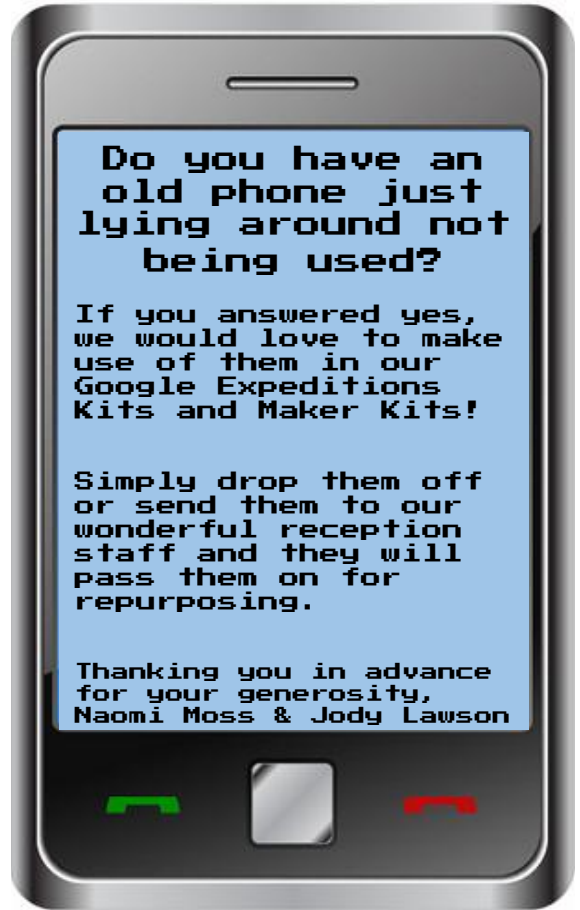 Do you have an
old phone just
lying around not
being used?
If you answered yes,
we would love to make
use of them in our
Google Expeditions
Kits and Maker Kits!
Simply drop them off
or send them to our
wonderful reception
staff and they will
pass them on for
repurposing.
Thanking you in advance
for your generosity,
Naomi Moss & Jody Lawson